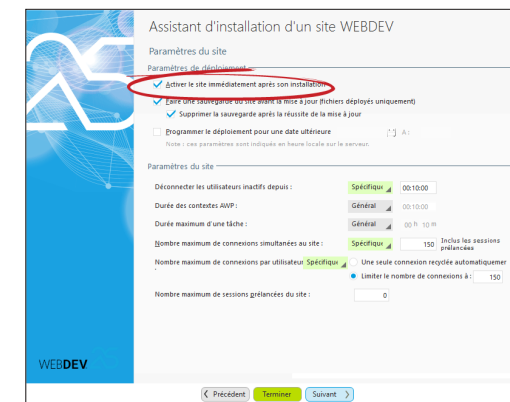 Assistant d'installation d'un site WEBDEV
Paramètres du site
Paramètres de déploiement
Activer le site immédiatement après son installation
Faire une sauvegarde du site avant la mise à jour (fichiers déployés uniquement)
Supprimer la sauvegarde après la réussite de la mise à jour
Programmer le déploiement pour une date ultérieure
À :
Note : ces paramètres sont indiqués en heure locale sur le serveur.
Paramètres du site
Déconnecter les utilisateurs inactifs depuis : Spécifique 00:10:00
Durée des contextes AWP : Général 00:10:00
Durée maximum d'une tâche : Général 00 h 10 m
Nombre maximum de connexions simultanées au site : Spécifique 150 Inclus les sessions
prélancées
Nombre maximum de connexions par utilisateur Spécifique Une seule connexion recyclée automatiquemer
:
Limiter le nombre de connexions à : 150
Nombre maximum de sessions prélancées du site : 0
WEBDEV
Précédent Terminer Suivant